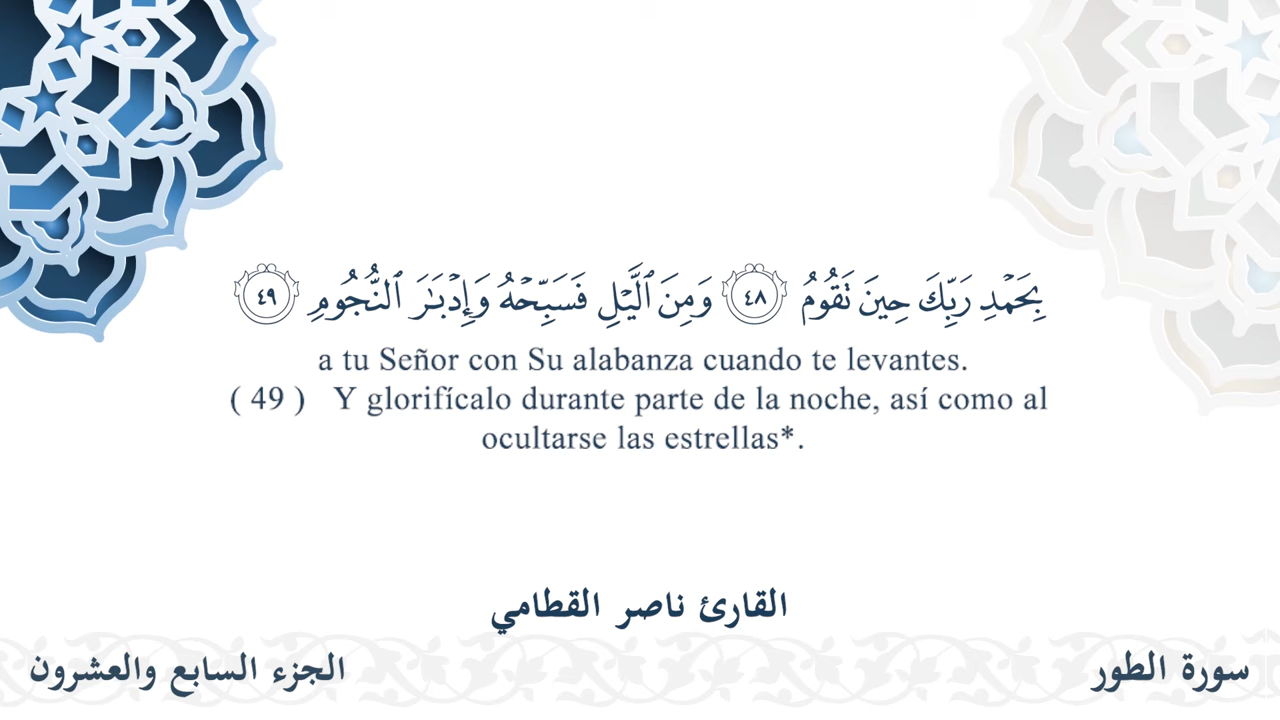 بِحَمْدِ رَبِّكَ حِينَ تَقُومُ ٤٨ وَمِنَ ٱلَّيْلِ فَسَبِّحْهُ وَإِدْبَـٰرَ ٱلنُّجُومِ ٤٩
a tu Señor con Su alabanza cuando te levantes.
( 49 ) Y glorifícalo durante parte de la noche, así como al
ocultarse las estrellas*.
القارئ ناصر القطامي
سورة الطور
الجزء السابع والعشرون